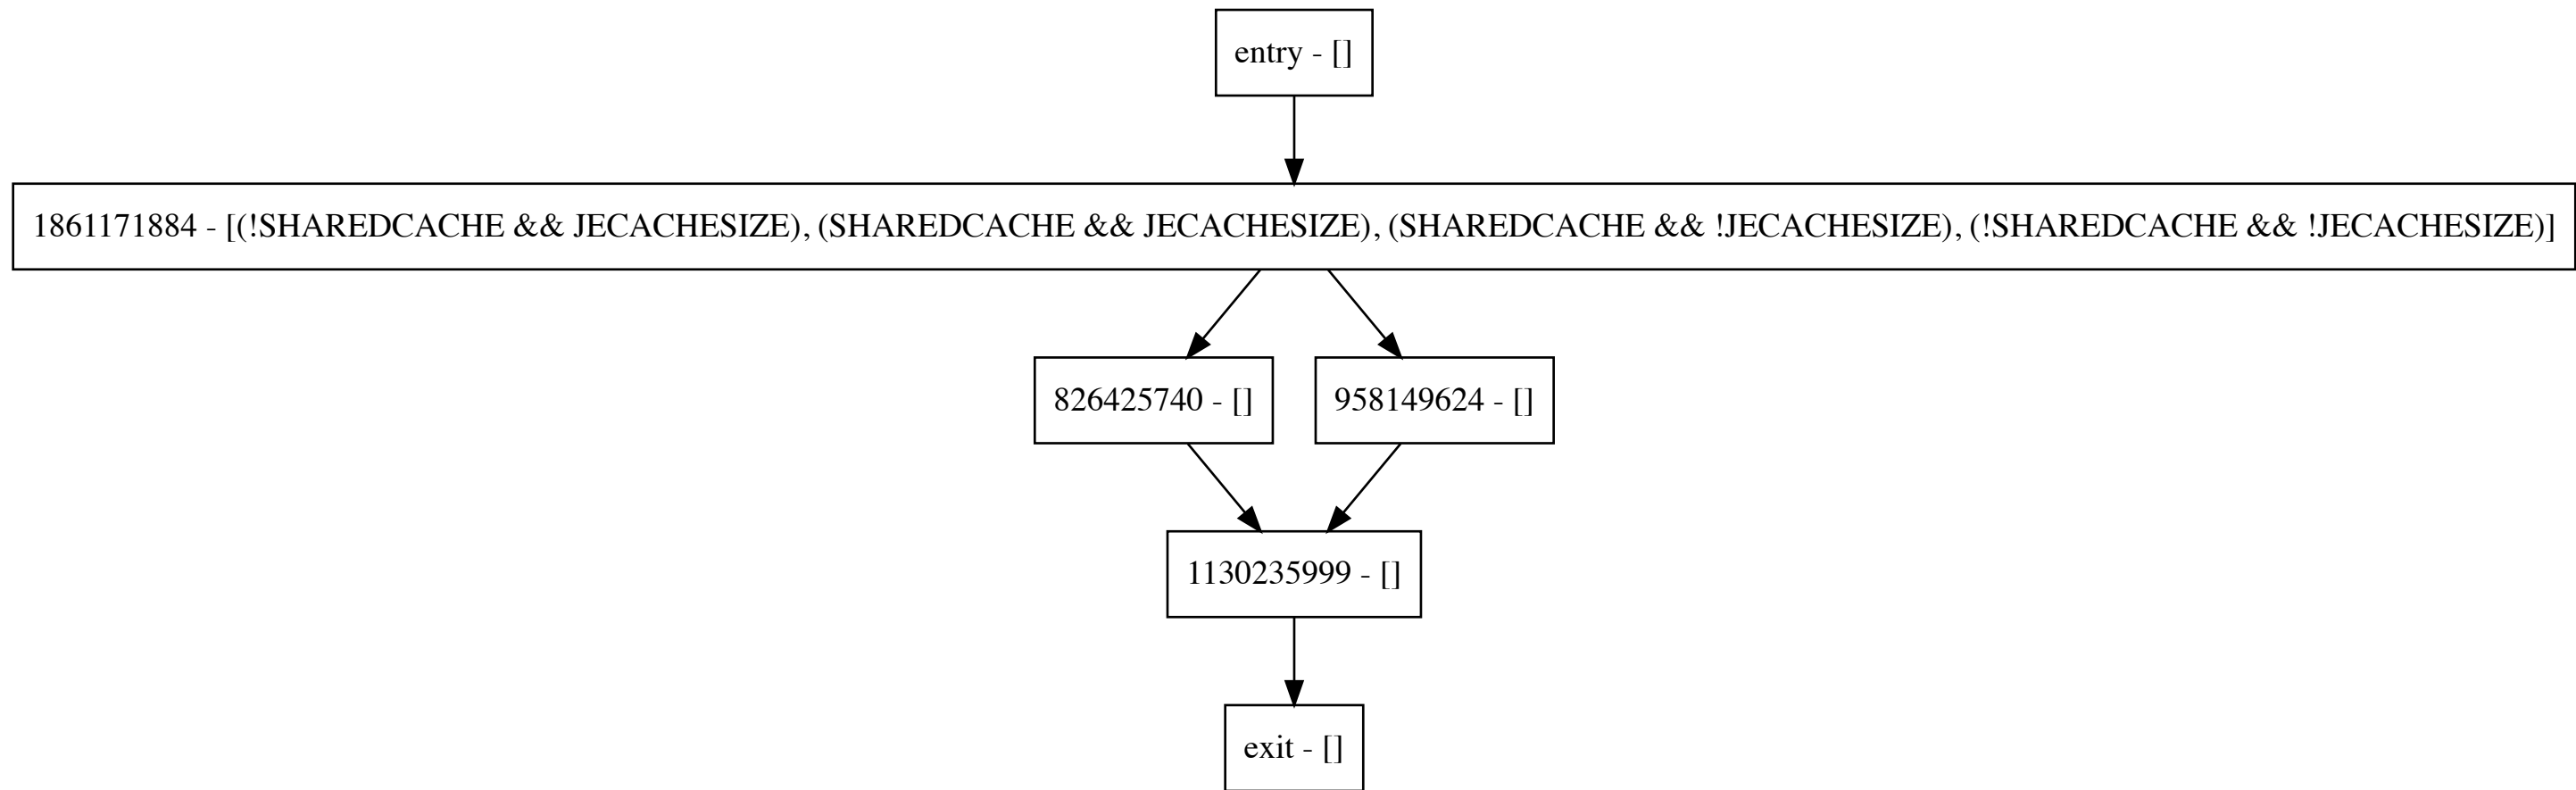 entry - []
1861171884 - [(!SHAREDCACHE && JECACHESIZE), (SHAREDCACHE && JECACHESIZE), (SHAREDCACHE && !JECACHESIZE), (!SHAREDCACHE && !JECACHESIZE)]
826425740 - []
958149624 - []
1130235999 - []
exit - []